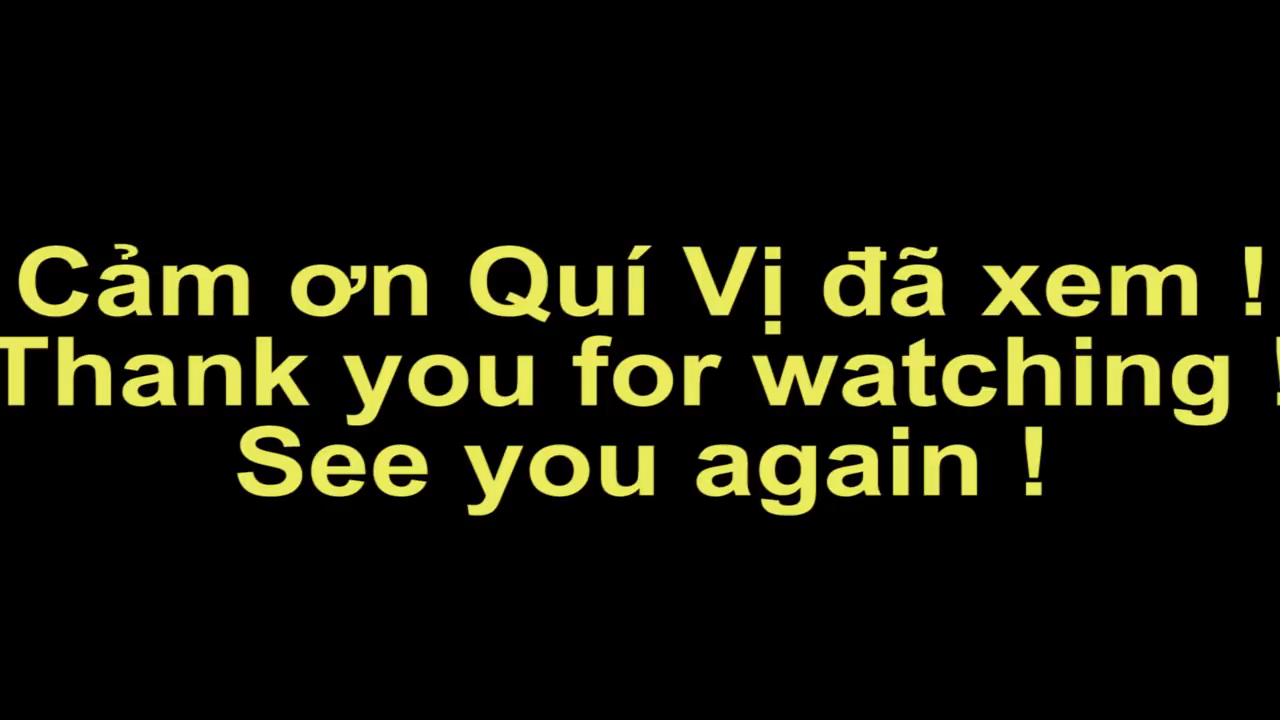 Cảm ơn Quí Vị đã xem !
Thank you for watching !
See you again !